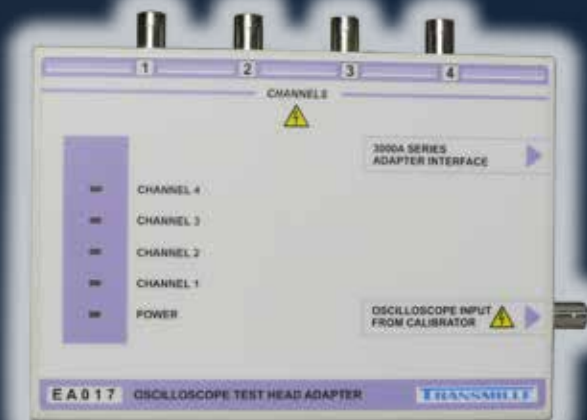 1 2 3 4
CHANNELS
3000A SERIES
ADAPTER INTERFACE
CHANNEL 4
CHANNEL 3
CHANNEL 2
CHANNEL 1
POWER
OSCILLOSCOPE INPUT
FROM CALIBRATOR
EA017 OSCILLOSCOPE TEST HEAD ADAPTER TRANSMILLE